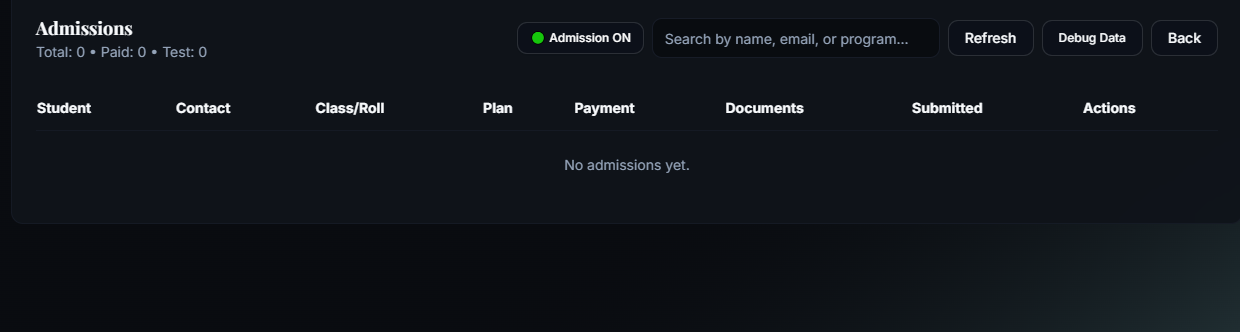 Admissions
Total: 0 • Paid: 0 • Test: 0
Admission ON
Search by name, email, or program...
Refresh
Debug Data
Back
Student Contact Class/Roll Plan Payment Documents Submitted Actions
No admissions yet.